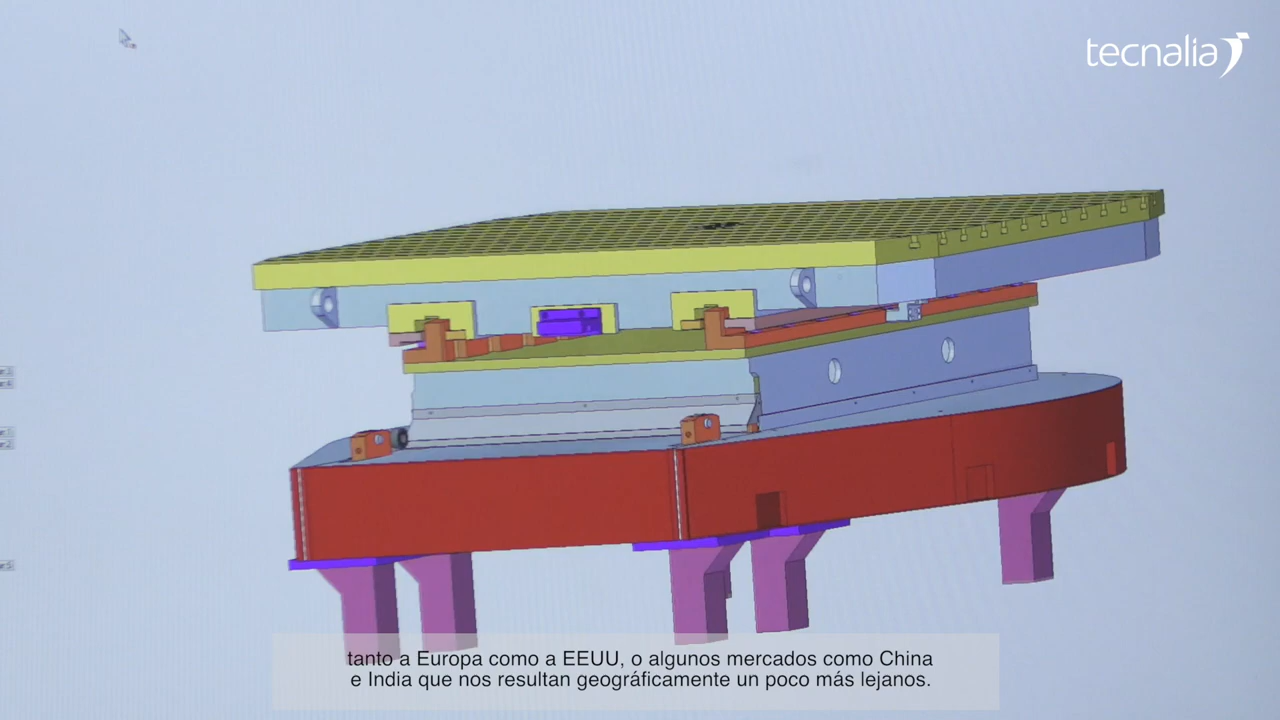 tecnalia
tanto a Europa como a EEUU, o algunos mercados como China
e India que nos resultan geográficamente un poco más lejanos.